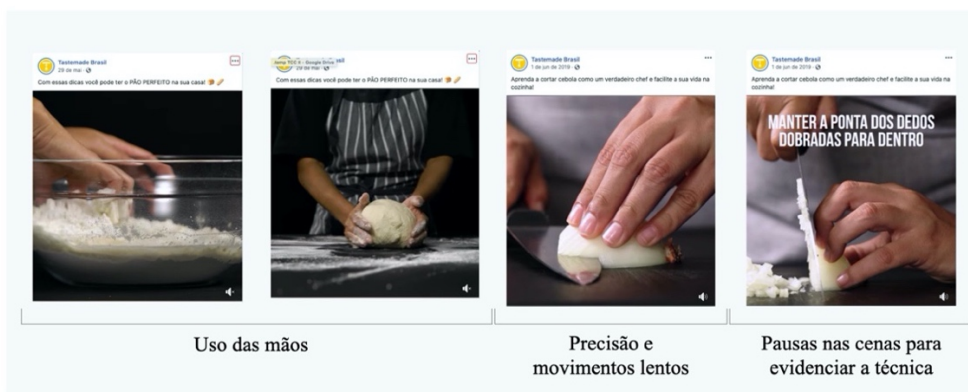 Tastemade Brasil
29 de mai ·
Com essas dicas você pode ter o PÃO PERFEITO na sua casa!
29 de mai ·
Com essas dicas você pode ter o PÃO PERFEITO na sua casa!
Tastemade Brasil
1 de jun de 2019 ·
Aprenda a cortar cebola como um verdadeiro chef e facilite a sua vida na
cozinha!
Tastemade Brasil
1 de jun de 2019 ·
Aprenda a cortar cebola como um verdadeiro chef e facilite a sua vida na
cozinha!
MANTER A PONTA DOS DEDOS
DOBRADAS PARA DENTRO
Uso das mãos
Precisão e
movimentos lentos
Pausas nas cenas para
evidenciar a técnica